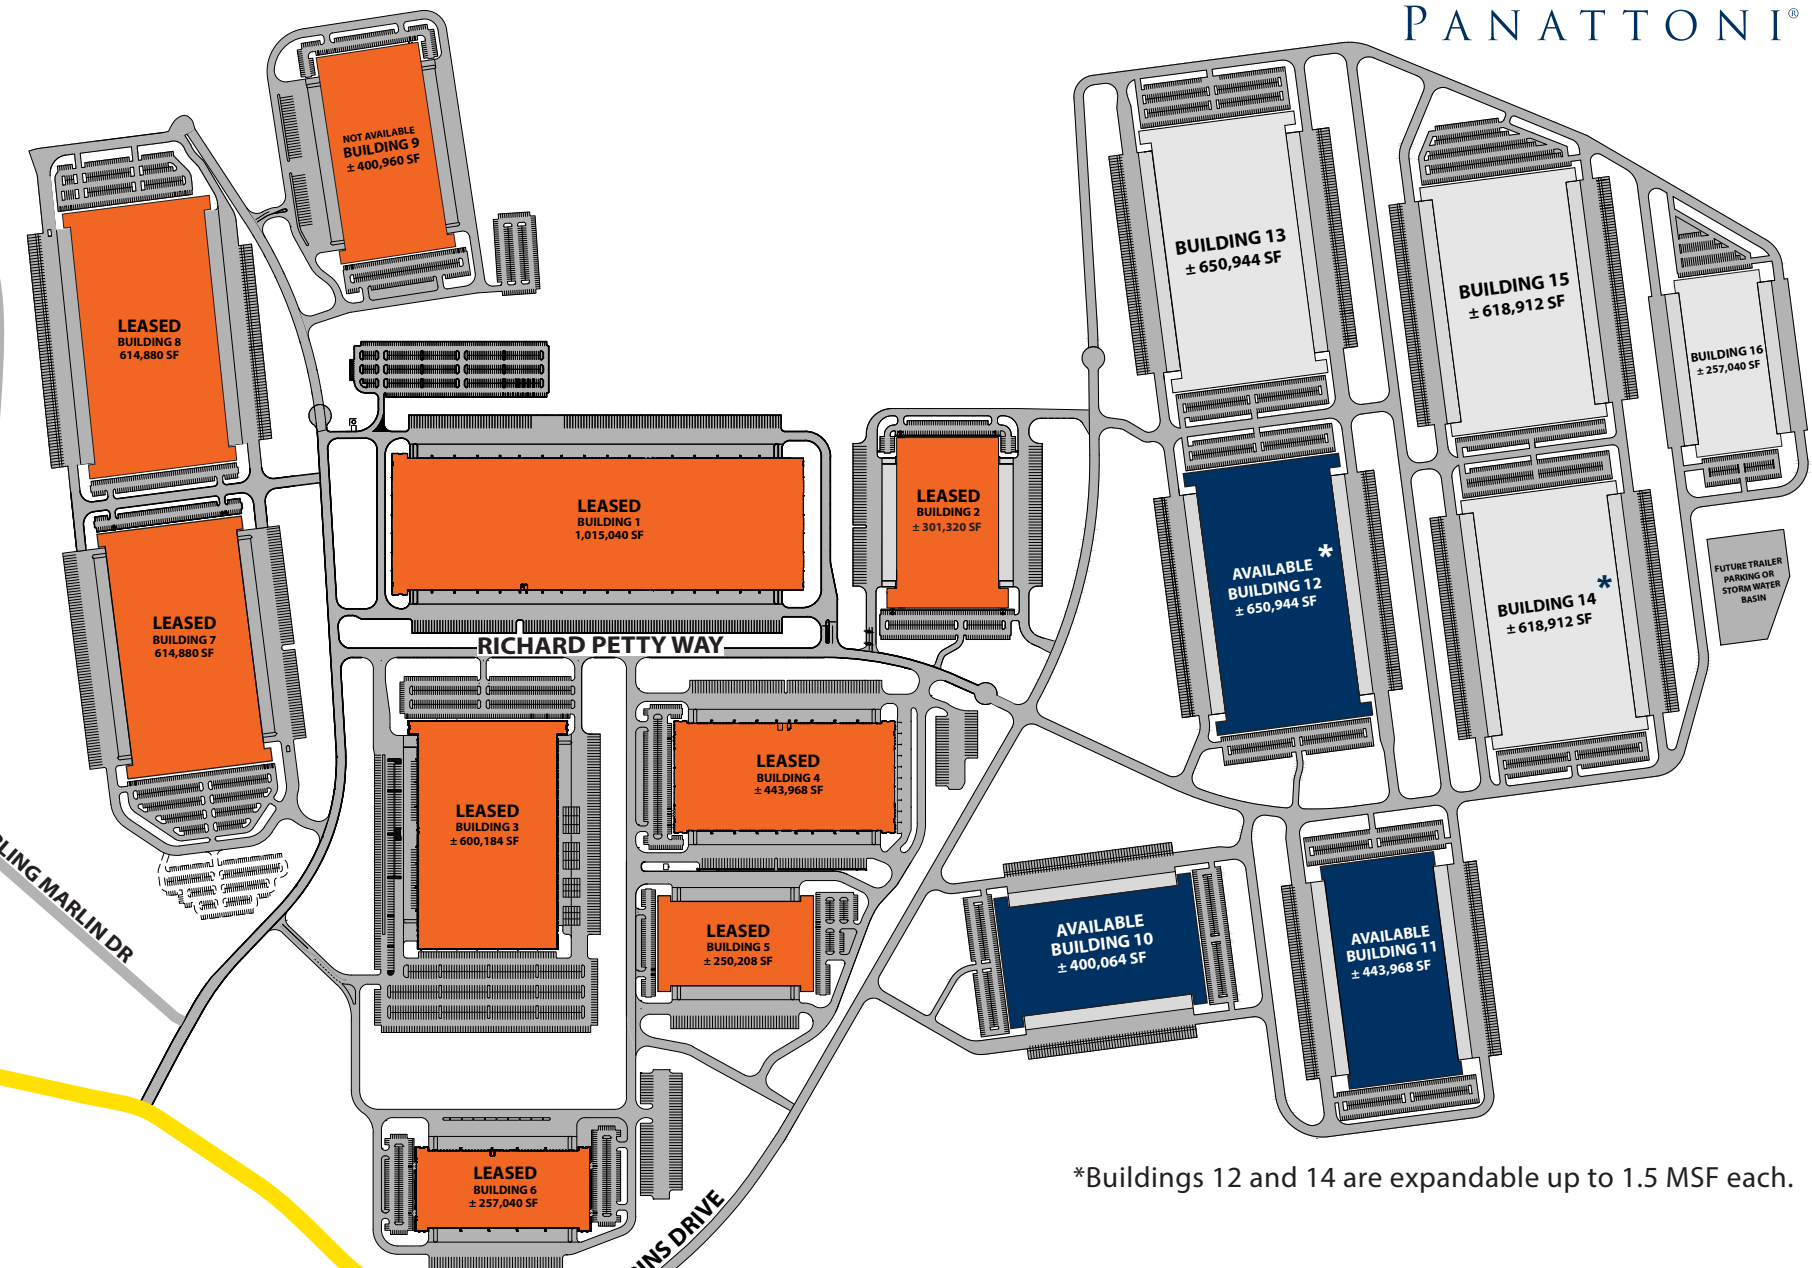 PANATTONI®
NOT AVAILABLE
BUILDING 9
± 400,960 SF
LEASED
BUILDING 8
614,880 SF
LEASED
BUILDING 7
614,880 SF
LEASED
BUILDING 1
1,015,040 SF
LEASED
BUILDING 2
± 301,320 SF
RICHARD PETTY WAY
LEASED
BUILDING 3
± 600,184 SF
LEASED
BUILDING 4
± 443,968 SF
LEASED
BUILDING 5
± 250,208 SF
LEASED
BUILDING 6
± 257,040 SF
BUILDING 13
± 650,944 SF
BUILDING 15
± 618,912 SF
BUILDING 16
± 257,040 SF
AVAILABLE *
BUILDING 12
± 650,944 SF
BUILDING 14 *
± 618,912 SF
FUTURE TRAILER
PARKING OR
STORM WATER
BASIN
AVAILABLE
BUILDING 10
± 400,064 SF
AVAILABLE
BUILDING 11
± 443,968 SF
MARLIN DR
DRIVE
*Buildings 12 and 14 are expandable up to 1.5 MSF each.